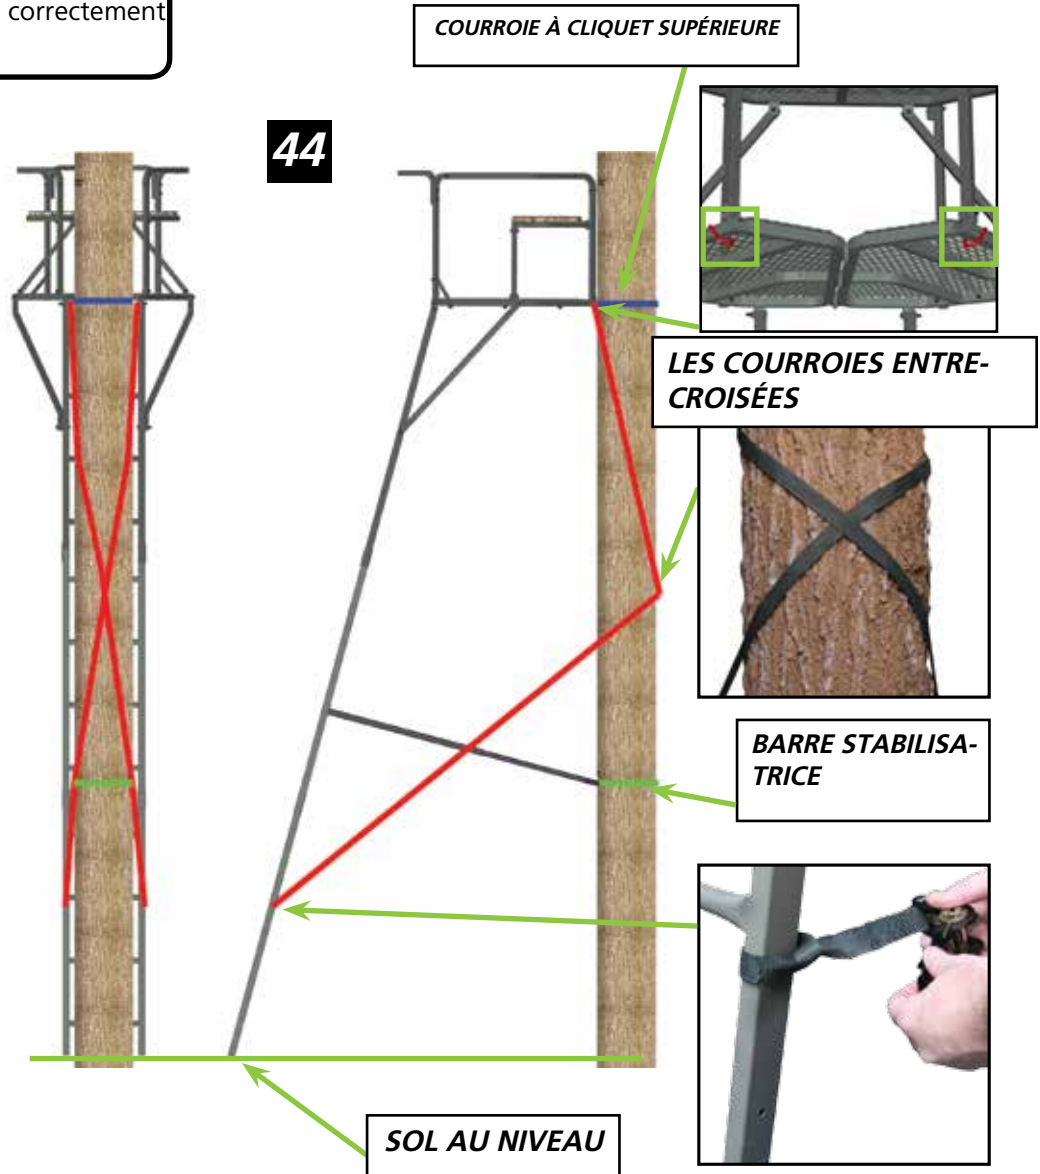 correctement
COURROIE À CLIQUET SUPÉRIEURE
44
LES COURROIES ENTRE-
CROISÉES
BARRE STABILISA-
TRICE
SOL AU NIVEAU